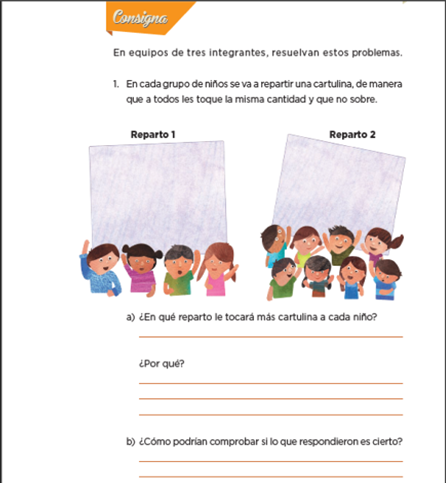 Consigna
En equipos de tres integrantes, resuelvan estos problemas.
1. En cada grupo de niños se va a repartir una cartulina, de manera
que a todos les toque la misma cantidad y que no sobre.
Reparto 1
Reparto 2
a) ¿En qué reparto le tocará más cartulina a cada niño?
¿Por qué?
b) ¿Cómo podrían comprobar si lo que respondieron es cierto?